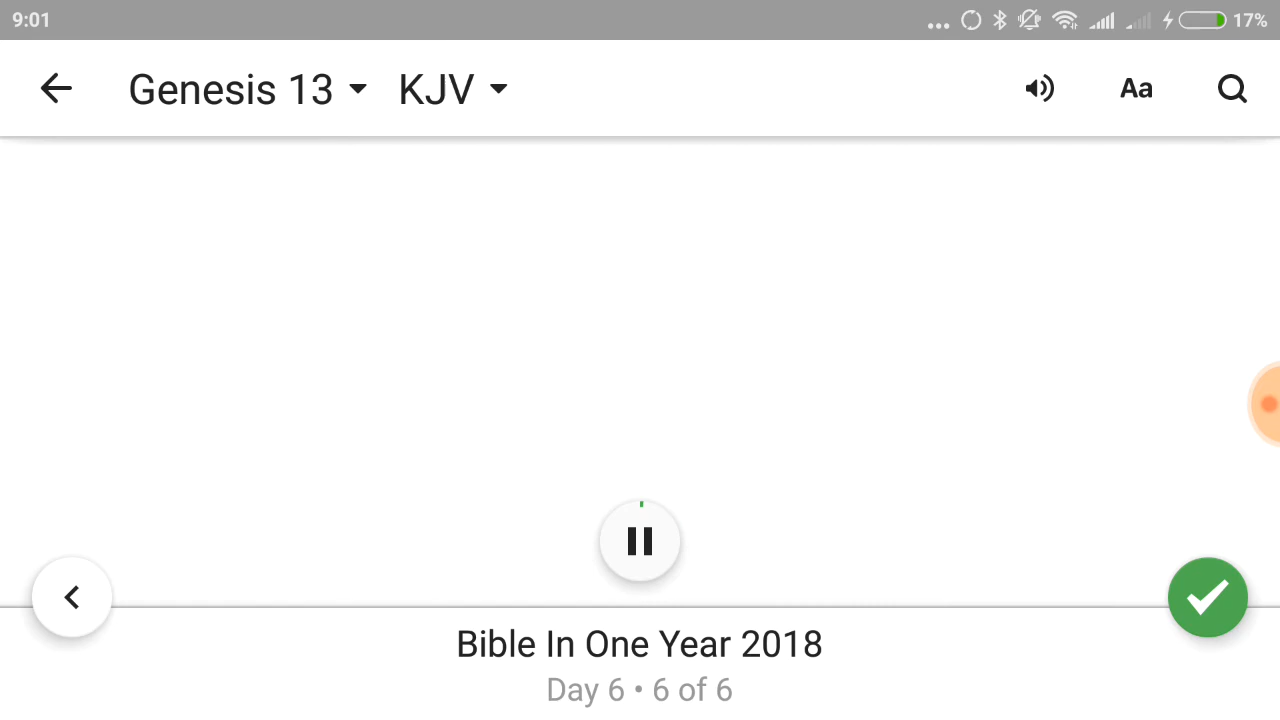 9:01 17%
Genesis 13 KJV Aa
Bible In One Year 2018
Day 6 • 6 of 6